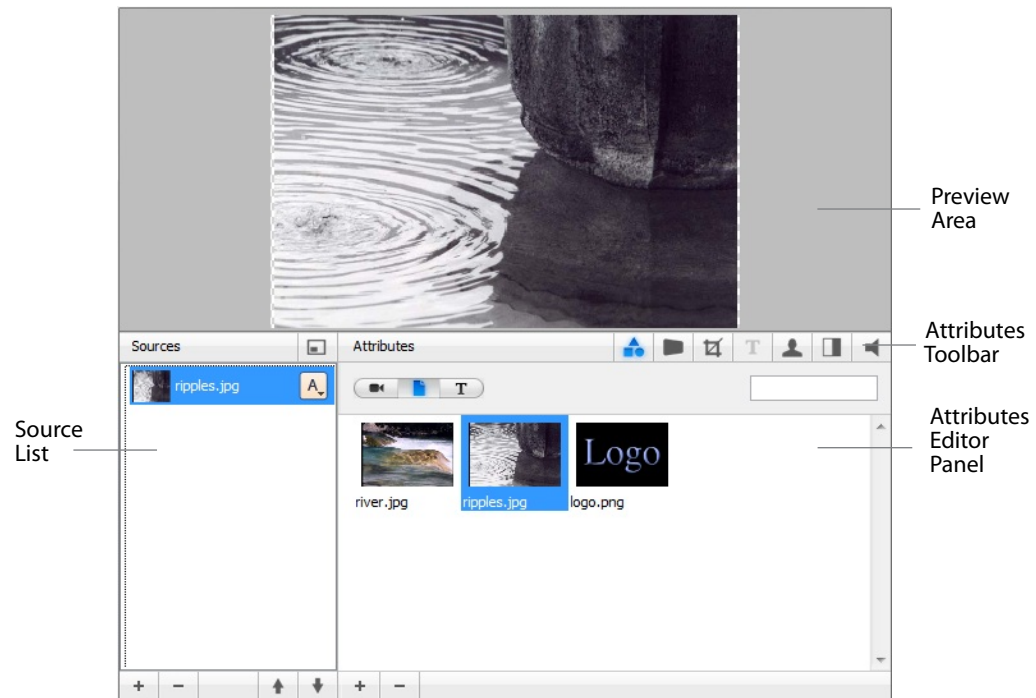 Preview
Area
Sources
Attributes
T
Attributes
Toolbar
ripples.jpg
A
T
Source
List
Attributes
Editor
Panel
Logo
river.jpg
ripples.jpg
logo.png
+ −
+ −